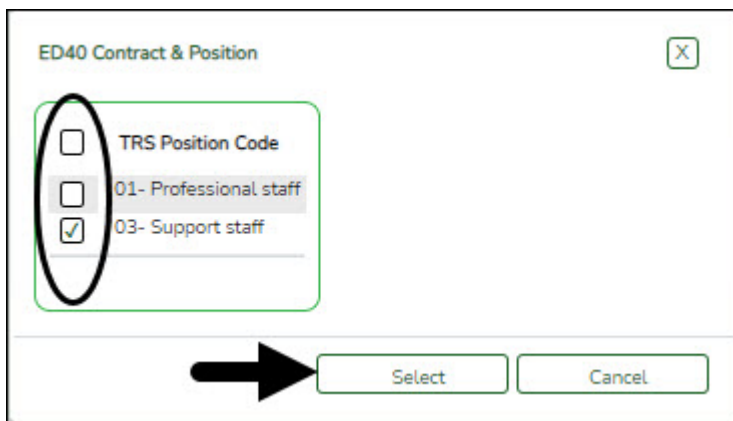 ED40 Contract & Position
X
TRS Position Code
01- Professional staff
03- Support staff
Select
Cancel